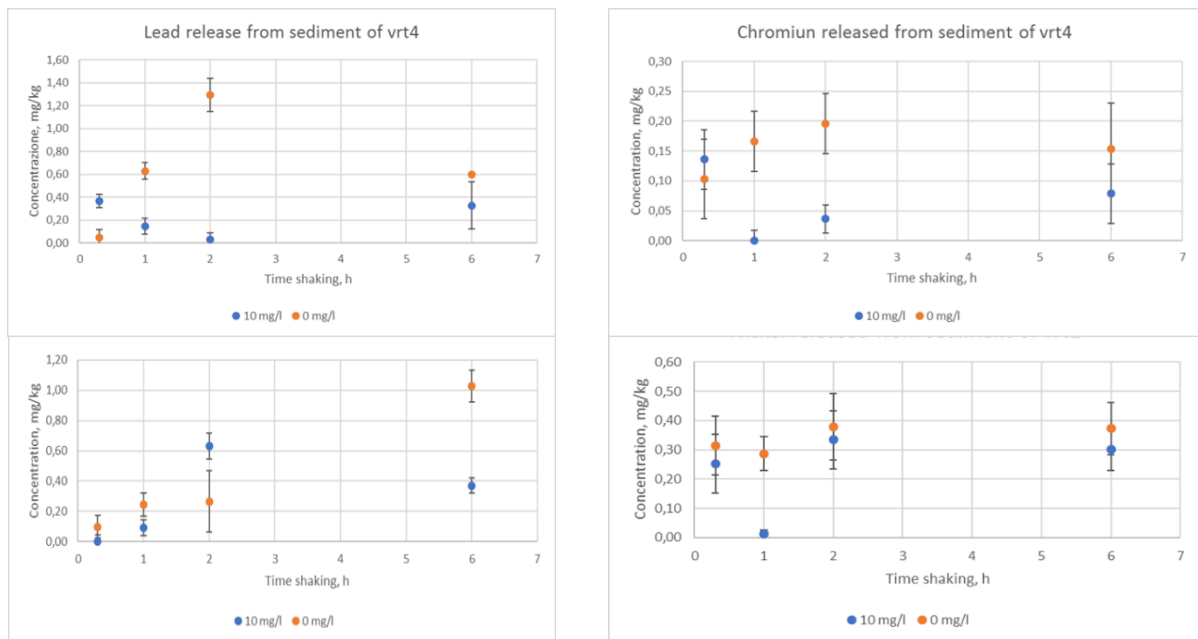 Lead release from sediment of vrt4
1,60
1,40
1,20
1,00
0,80
0,60
0,40
0,20
0,00
Concentrazione, mg/kg
0 1 2 3 4 5 6 7
Time shaking, h
10 mg/l 0 mg/l
Chromiun released from sediment of vrt4
0,30
0,25
0,20
0,15
0,10
0,05
0,00
Concentration, mg/kg
0 1 2 3 4 5 6 7
Time shaking, h
10 mg/l 0 mg/l
1,20
1,00
0,80
0,60
0,40
0,20
0,00
Concentration, mg/kg
0 1 2 3 4 5 6 7
Time shaking, h
10 mg/l 0 mg/l
released from sediment of
0,60
0,50
0,40
0,30
0,20
0,10
0,00
Concentration, mg/kg
0 1 2 3 4 5 6 7
Time shaking, h
10 mg/l 0 mg/l